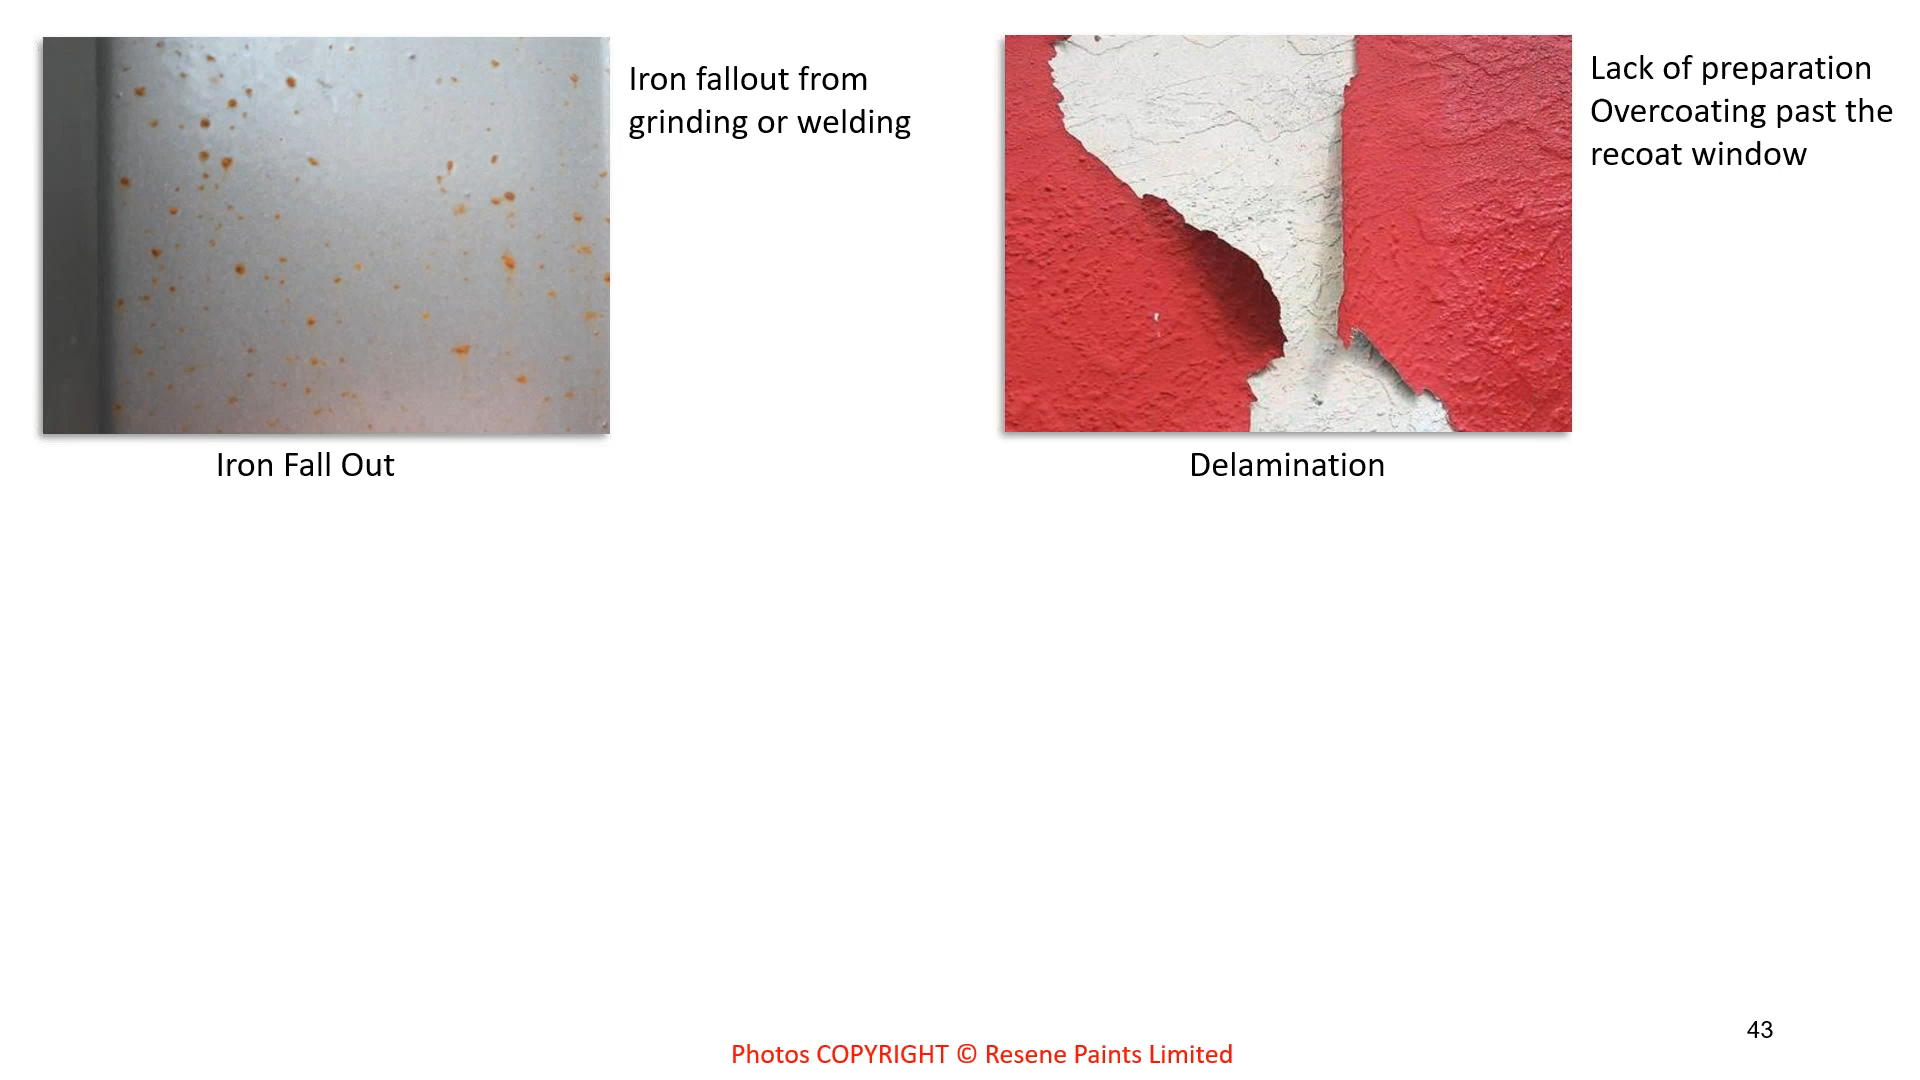 Iron fallout from
grinding or welding
Iron Fall Out
Lack of preparation
Overcoating past the
recoat window
Delamination
43
Photos COPYRIGHT © Resene Paints Limited